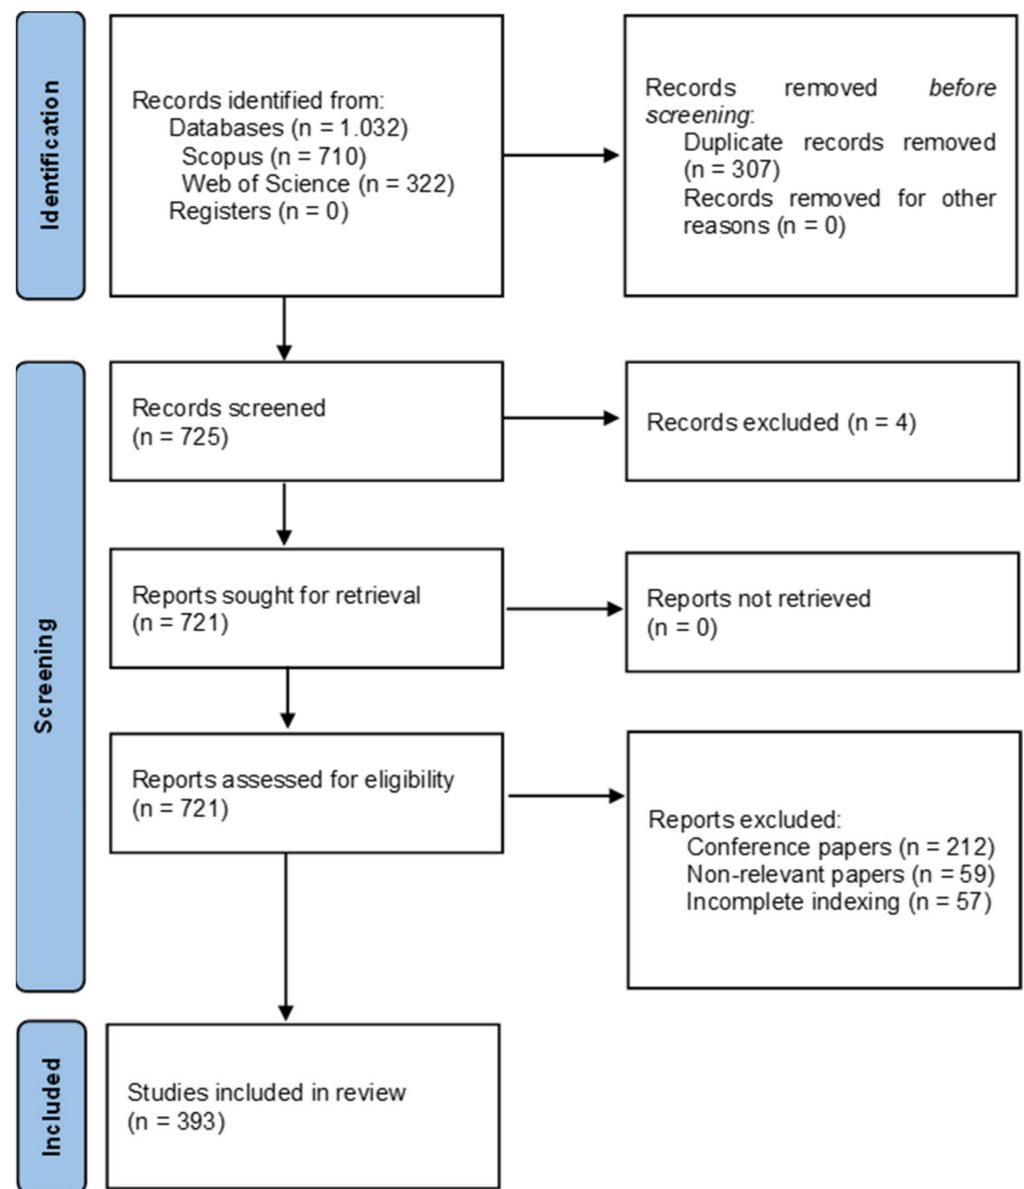 Identification
Records identified from:
Databases (n = 1.032)
Scopus (n = 710)
Web of Science (n = 322)
Registers (n = 0)
Records removed before
screening:
Duplicate records removed
(n = 307)
Records removed for other
reasons (n = 0)
Screening
Records screened
(n = 725)
Records excluded (n = 4)
Reports sought for retrieval
(n = 721)
Reports not retrieved
(n = 0)
Reports assessed for eligibility
(n = 721)
Reports excluded:
Conference papers (n = 212)
Non-relevant papers (n = 59)
Incomplete indexing (n = 57)
Included
Studies included in review
(n = 393)